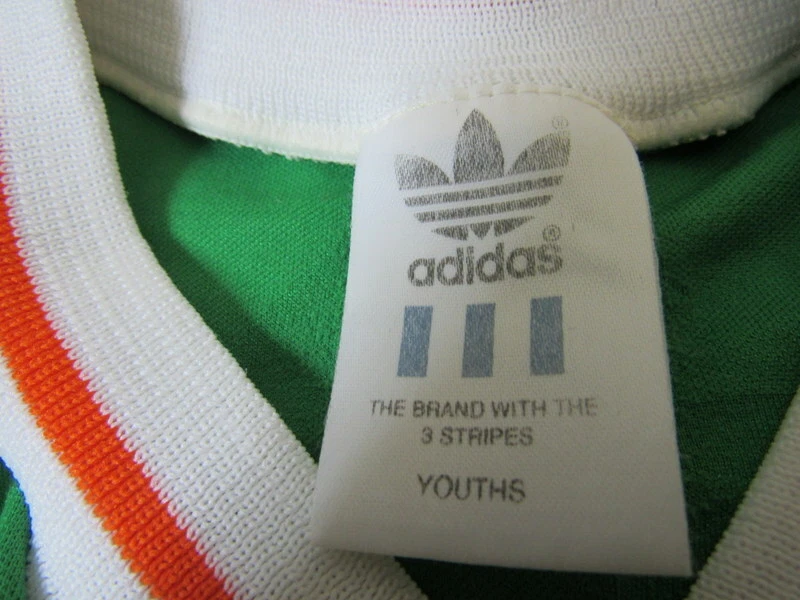 ®
adidas®
THE BRAND WITH THE
3 STRIPES
YOUTHS